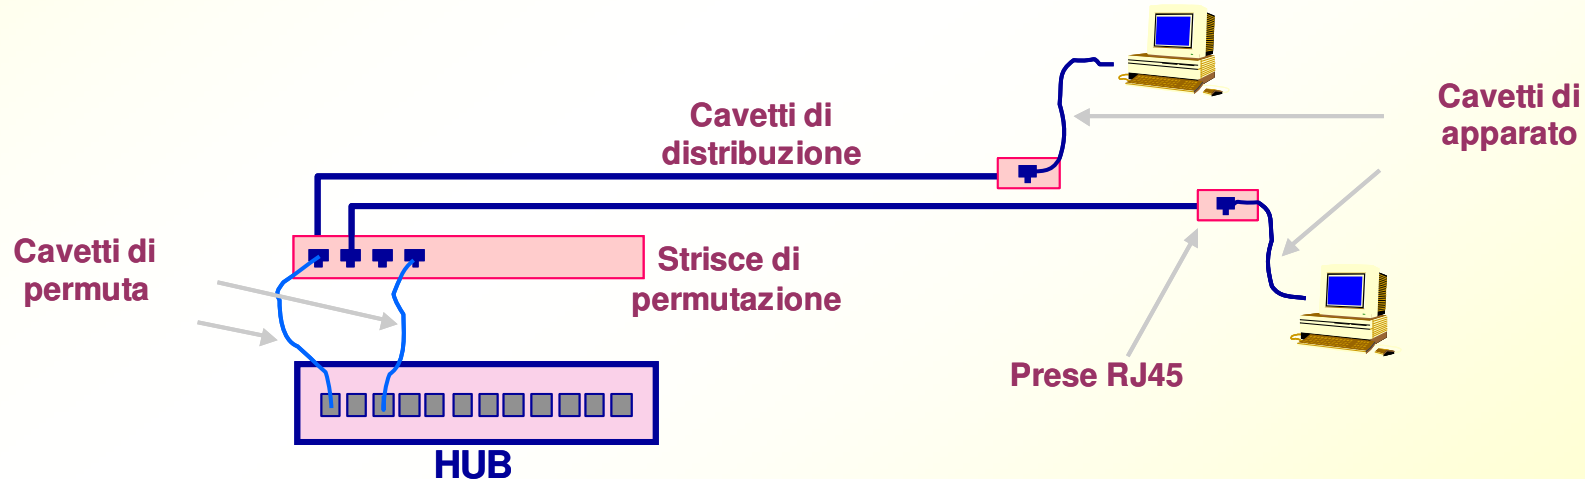 Cavetti di
distribuzione
Cavetti di
apparato
Cavetti di
permuta
Strisce di
permutazione
Prese RJ45
HUB